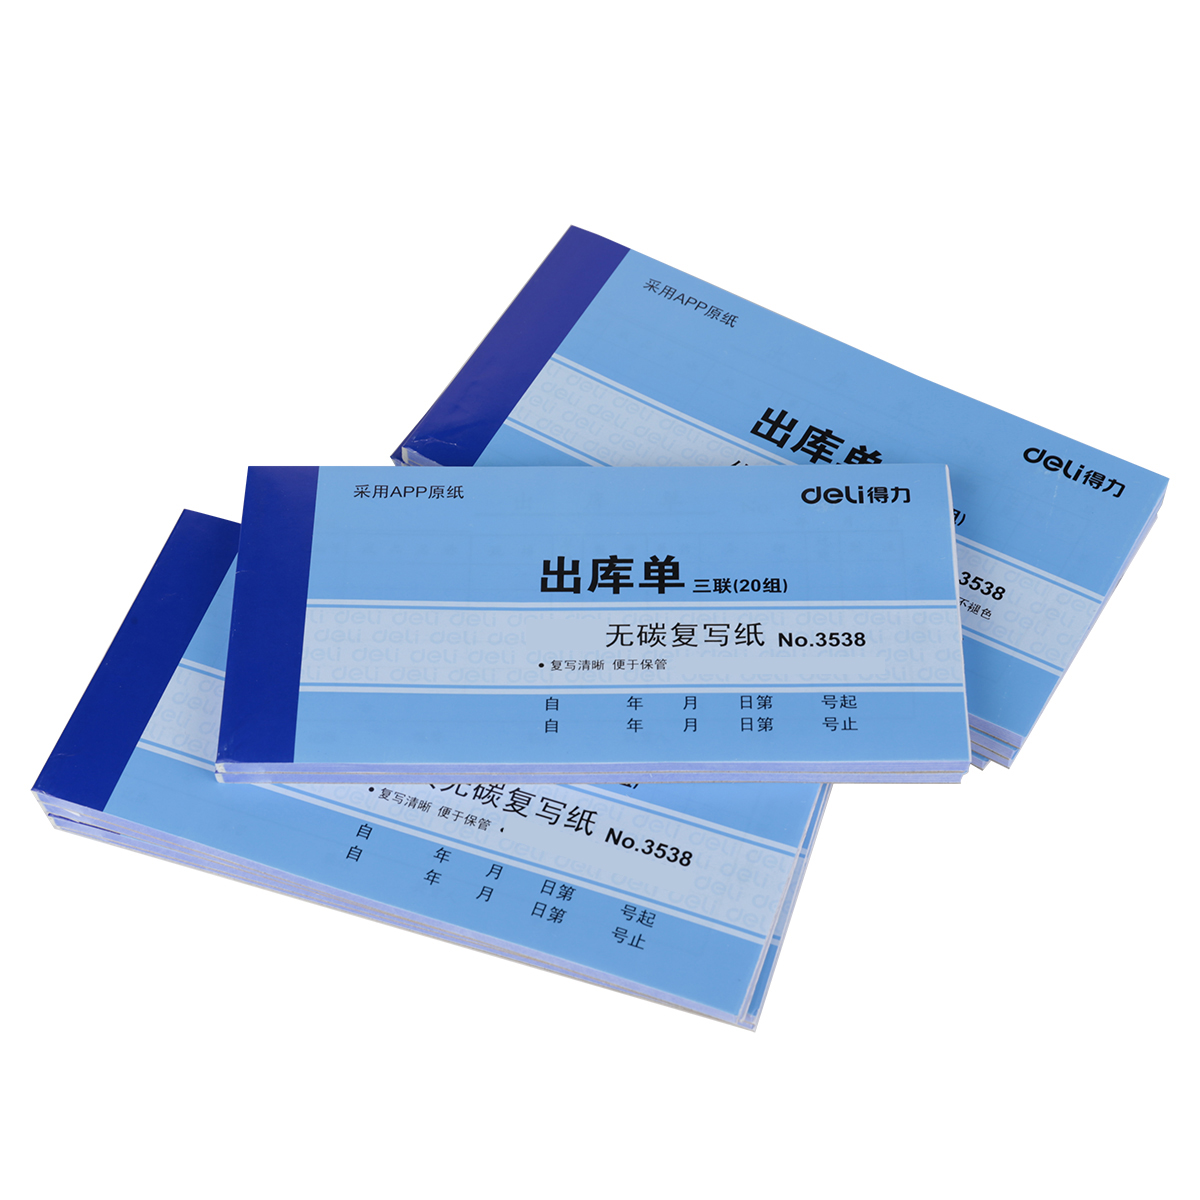 采用APP原纸
出库单
deli得力
组)
3538
不褪色
采用APP原纸
deli得力
出库单 三联(20组)
无碳复写纸 No.3538
• 复写清晰 便于保管
自 年 月 日第 号起
自 年 月 日第 号止
无碳复写纸 No.3538
• 复写清晰 便于保管
自 年 月 日第 号起
自 年 月 日第 号止